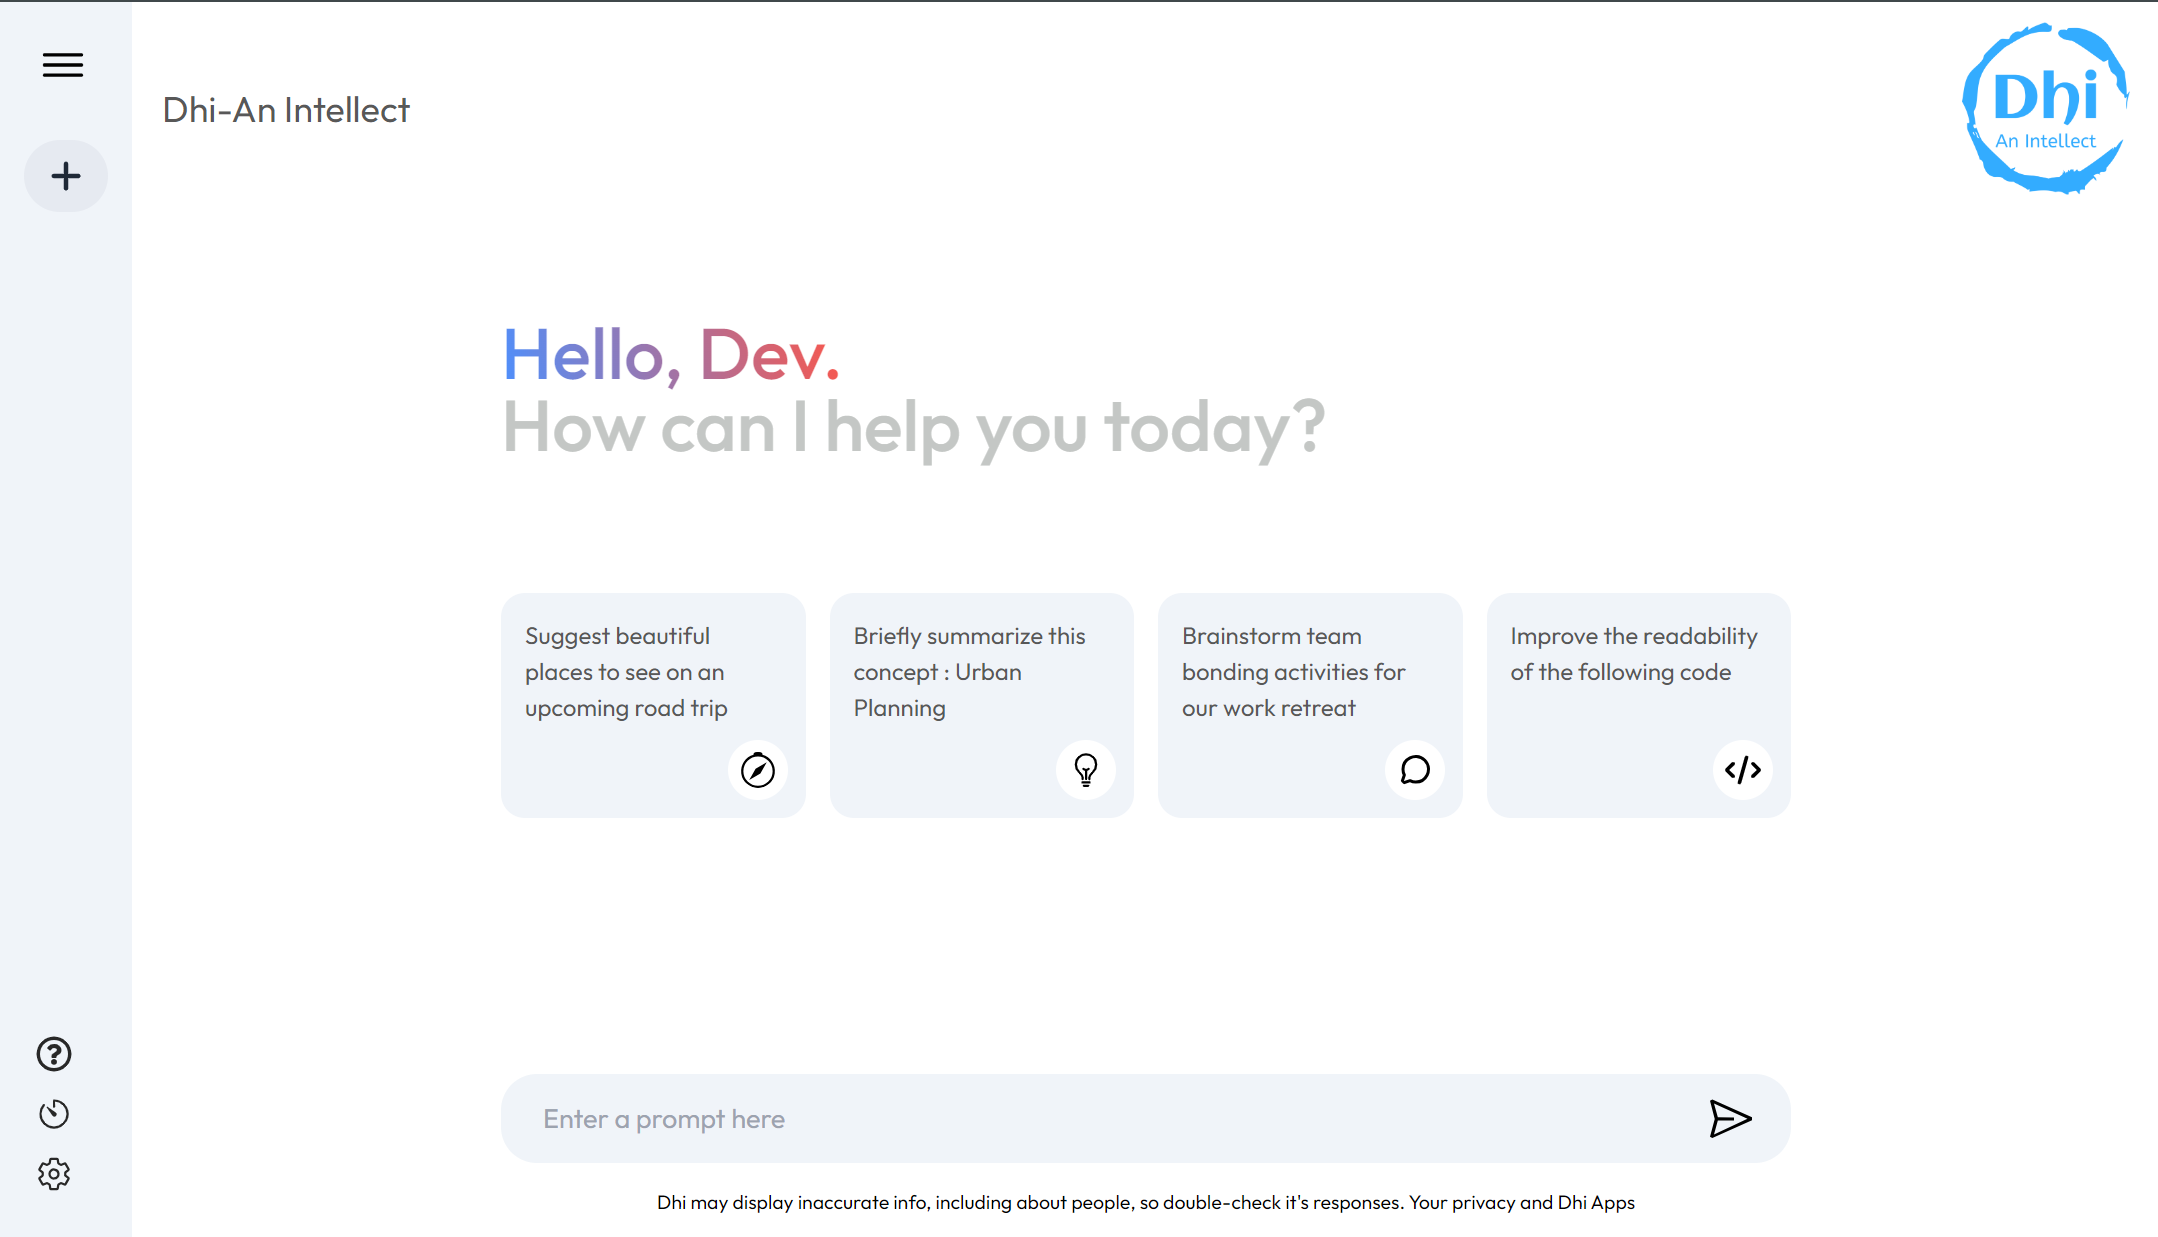 Dhi-An Intellect
Dhi
An Intellect
Hello, Dev.
How can I help you today?
Suggest beautiful
places to see on an
upcoming road trip
Briefly summarize this
concept : Urban
Planning
Brainstorm team
bonding activities for
our work retreat
Improve the readability
of the following code
Enter a prompt here
Dhi may display inaccurate info, including about people, so double-check it's responses. Your privacy and Dhi Apps